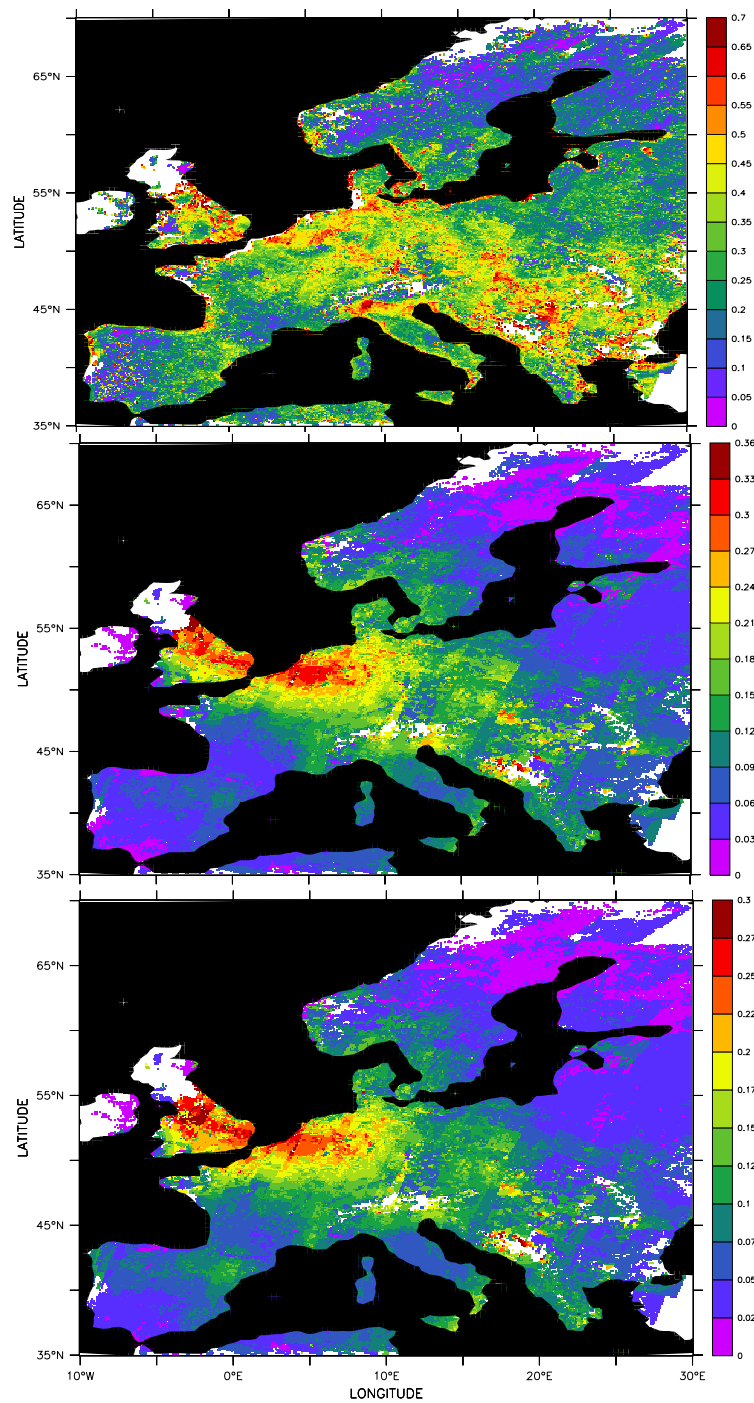 0.7
0.65
0.6
0.55
0.5
0.45
0.4
0.35
0.3
0.25
0.2
0.15
0.1
0.05
0
65°N
55°N
45°N
35°N
LATITUDE
0.36
0.33
0.3
0.27
0.24
0.21
0.18
0.15
0.12
0.09
0.06
0.03
0
65°N
55°N
45°N
35°N
LATITUDE
0.3
0.27
0.25
0.22
0.2
0.17
0.15
0.12
0.1
0.07
0.05
0.02
0
65°N
55°N
45°N
35°N
LATITUDE
10°W 0°E 10°E 20°E 30°E
LONGITUDE